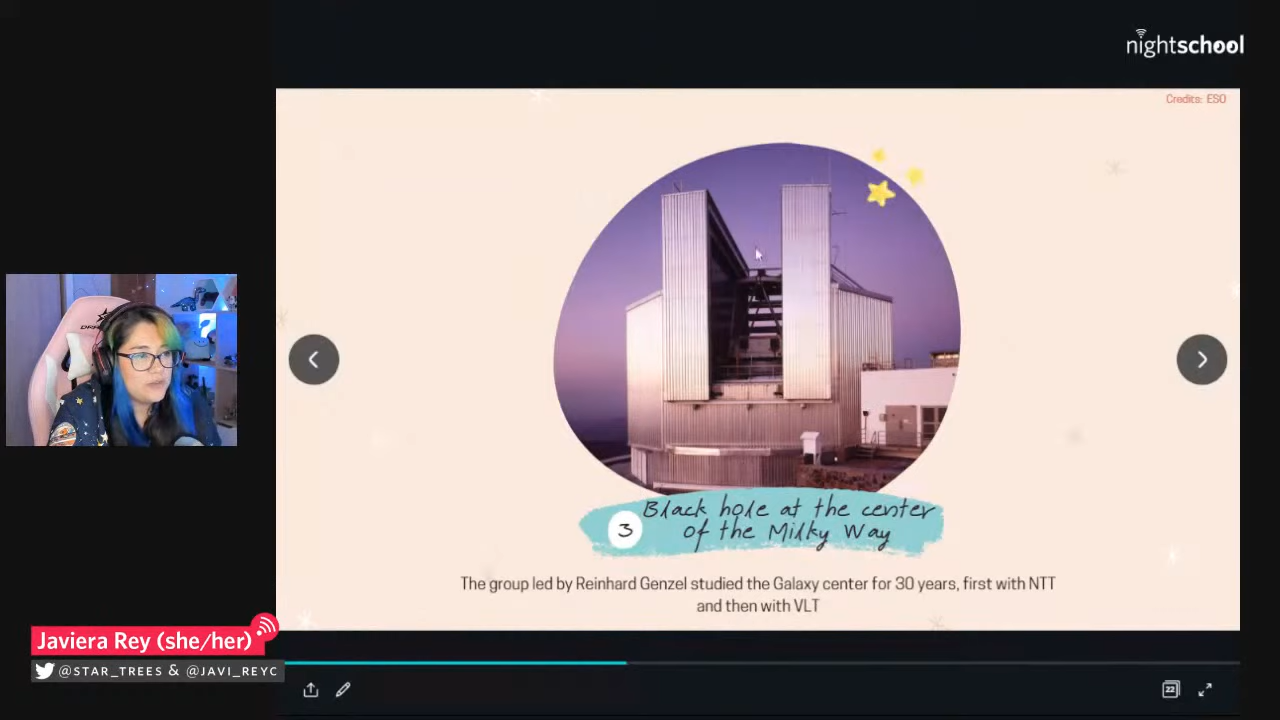 nightschool
Credits: ESO
3
Black hole at the center
of the Milky Way
The group led by Reinhard Genzel studied the Galaxy center for 30 years, first with NTT
and then with VLT
Javiera Rey (she/her)
@STAR_TREES & @JAVI_REYC
22